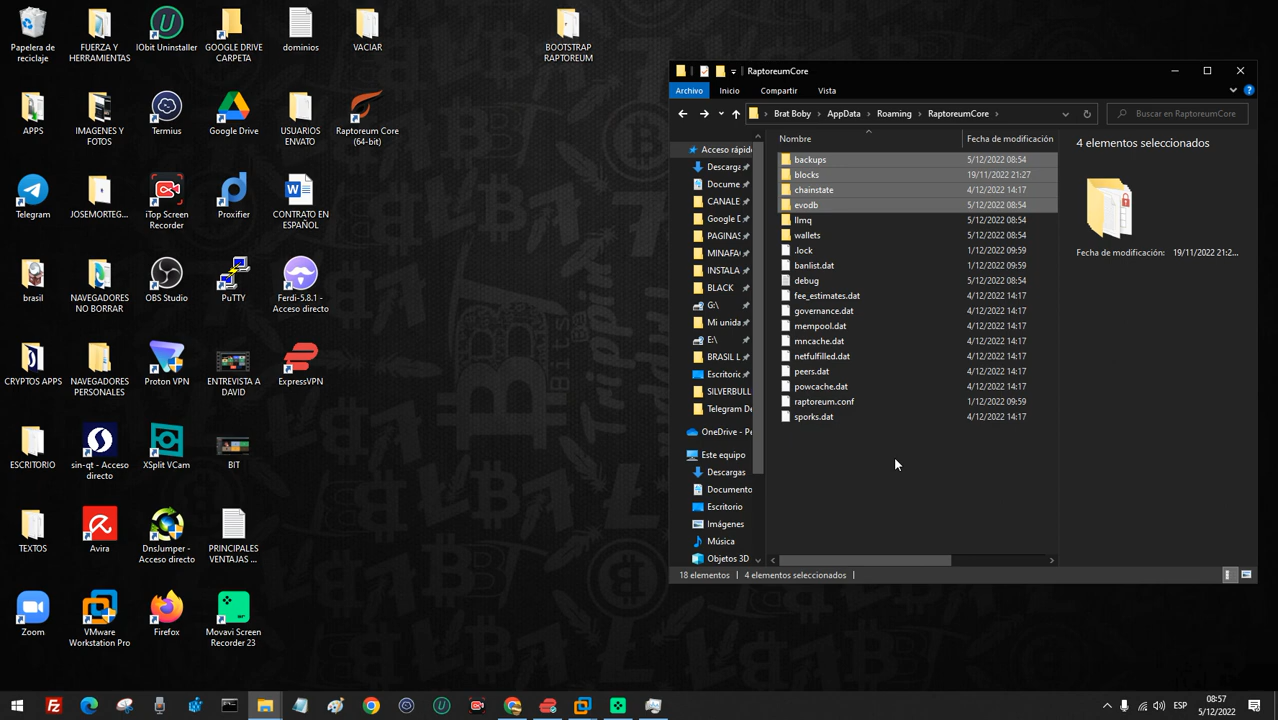 Papelera de
reciclaje
FUERZA Y
HERRAMIENTAS
IObit Uninstaller
GOOGLE DRIVE
CARPETA
dominios
VACIAR
BOOTSTRAP
RAPTOREUM
APPS
IMAGENES Y
FOTOS
Termius
Google Drive
USUARIOS
ENVATO
Raptoreum Core
(64-bit)
Telegram
JOSEMORTEG...
iTop Screen
Recorder
Proxifier
CONTRATO EN
ESPAÑOL
brasil
NAVEGADORES
NO BORRAR
OBS Studio
PuTTY
Ferdi-5.8.1 -
Acceso directo
CRYPTOS APPS
NAVEGADORES
PERSONALES
Proton VPN
ENTREVISTA A
DAVID
ExpressVPN
ESCRITORIO
sin-qt - Acceso
directo
XSplit VCam
BIT
TEXTOS
Avira
DnsJumper -
Acceso directo
PRINCIPALES
VENTAJAS ...
Zoom
VMware
Workstation Pro
Firefox
Movavi Screen
Recorder 23
RaptoreumCore
Archivo Inicio Compartir Vista
Brat Boby > AppData > Roaming > RaptoreumCore >
Buscar en RaptoreumCore
Acceso rápid
Descarga
Docume
CANALE
Google D
PAGINAS
MINAFA
INSTALA
BLACK
G:\
Mi unida
E:\
BRASIL L
Escritoric
SILVERBULL
Telegram De
OneDrive - Pe
Este equipo
Descargas
Documento
Escritorio
Imágenes
Música
Objetos 3D
Nombre Fecha de modificación
backups 5/12/2022 08:54
blocks 19/11/2022 21:27
chainstate 4/12/2022 14:17
evodb 5/12/2022 08:54
llmq 5/12/2022 08:54
wallets 5/12/2022 08:54
.lock 1/12/2022 09:59
banlist.dat 1/12/2022 09:59
debug 5/12/2022 08:54
fee_estimates.dat 4/12/2022 14:17
governance.dat 4/12/2022 14:17
mempool.dat 4/12/2022 14:17
mncache.dat 4/12/2022 14:17
netfulfilled.dat 4/12/2022 14:17
peers.dat 4/12/2022 14:17
powcache.dat 4/12/2022 14:17
raptoreum.conf 1/12/2022 09:59
sporks.dat 4/12/2022 14:17
4 elementos seleccionados
Fecha de modificación: 19/11/2022 21:2...
18 elementos 4 elementos seleccionados
ESP
08:57
5/12/2022